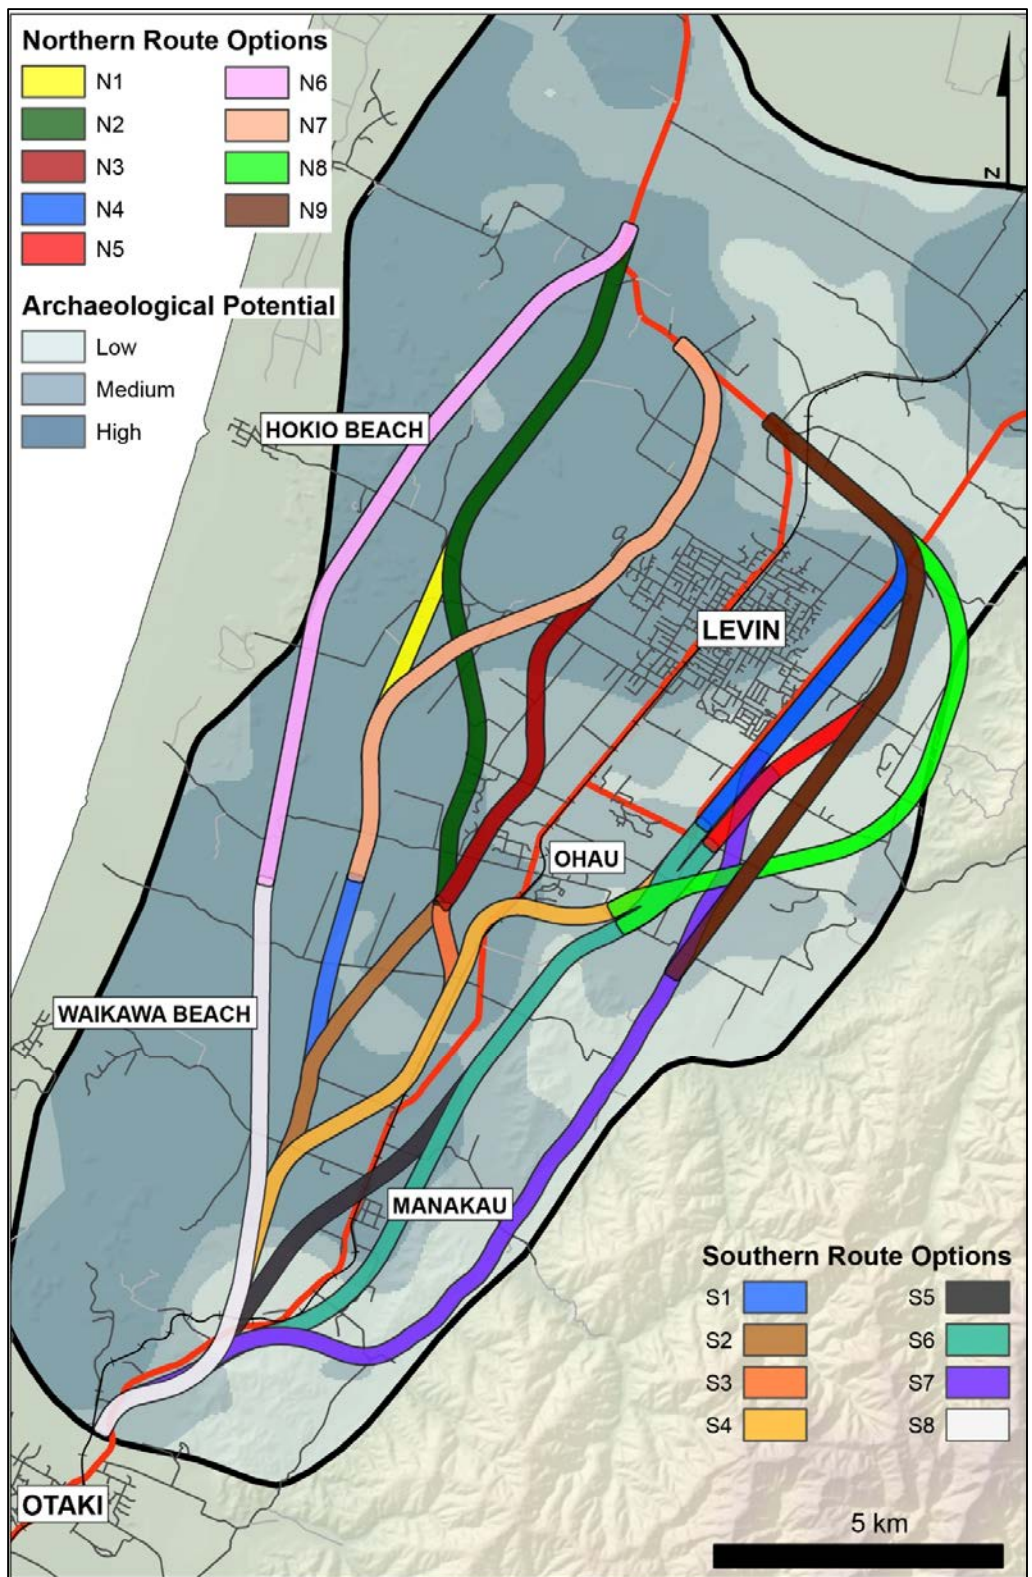 Northern Route Options
N1 N6
N2 N7
N3 N8
N4 N9
N5
Archaeological Potential
Low
Medium
High
N
HOKIO BEACH
LEVIN
OHAU
WAIKAWA BEACH
MANAKAU
Southern Route Options
S1 S5
S2 S6
S3 S7
S4 S8
OTAKI
5 km